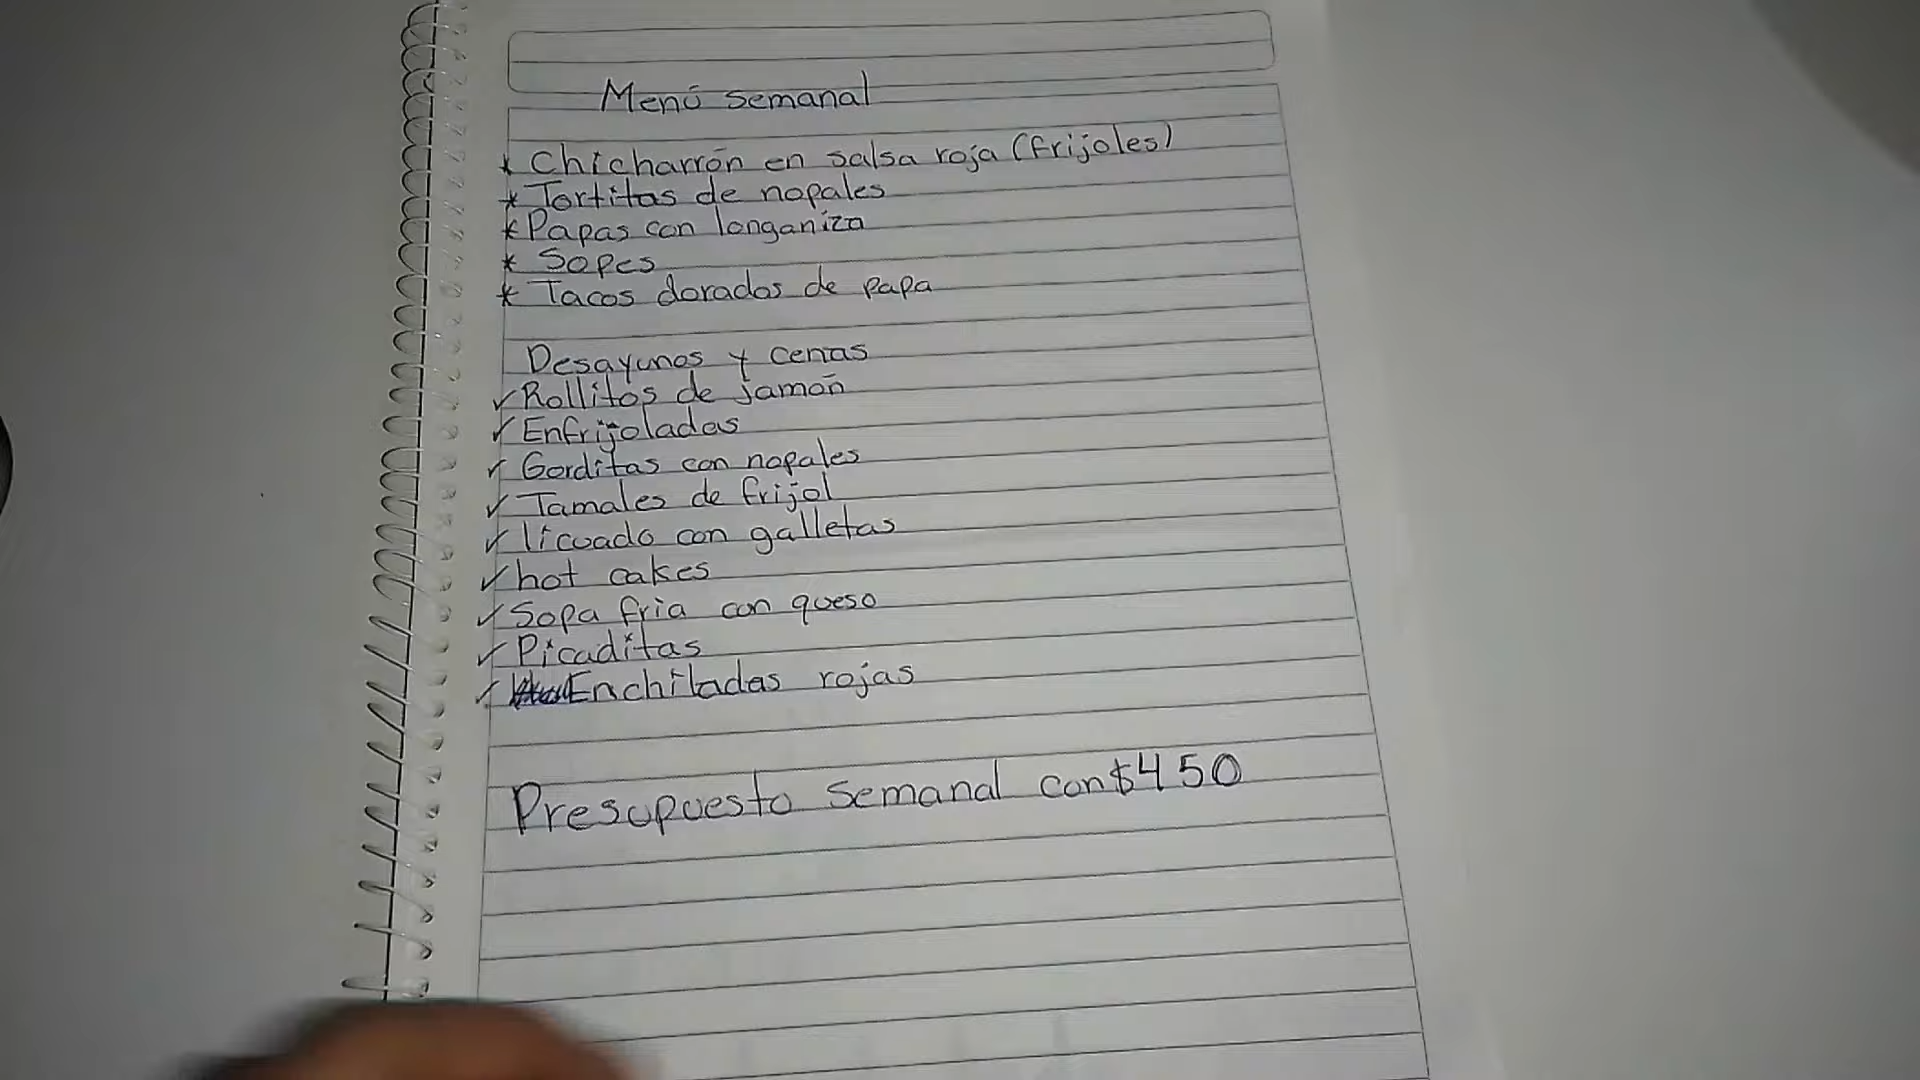 Menú semanal
* Chicharrón en salsa roja (frijoles)
* Tortitas de nopales
* Papas con longaniza
* Sopes
* Tacos dorados de papa
Desayunos y cenas
✓ Rollitos de jamón
✓ Enfrijoladas
✓ Gorditas con nopales
✓ Tamales de frijol
✓ licuado con galletas
✓ hot cakes
✓ Sopa fria con queso
✓ Picaditas
✓ Enchiladas rojas
Presupuesto semanal con $450